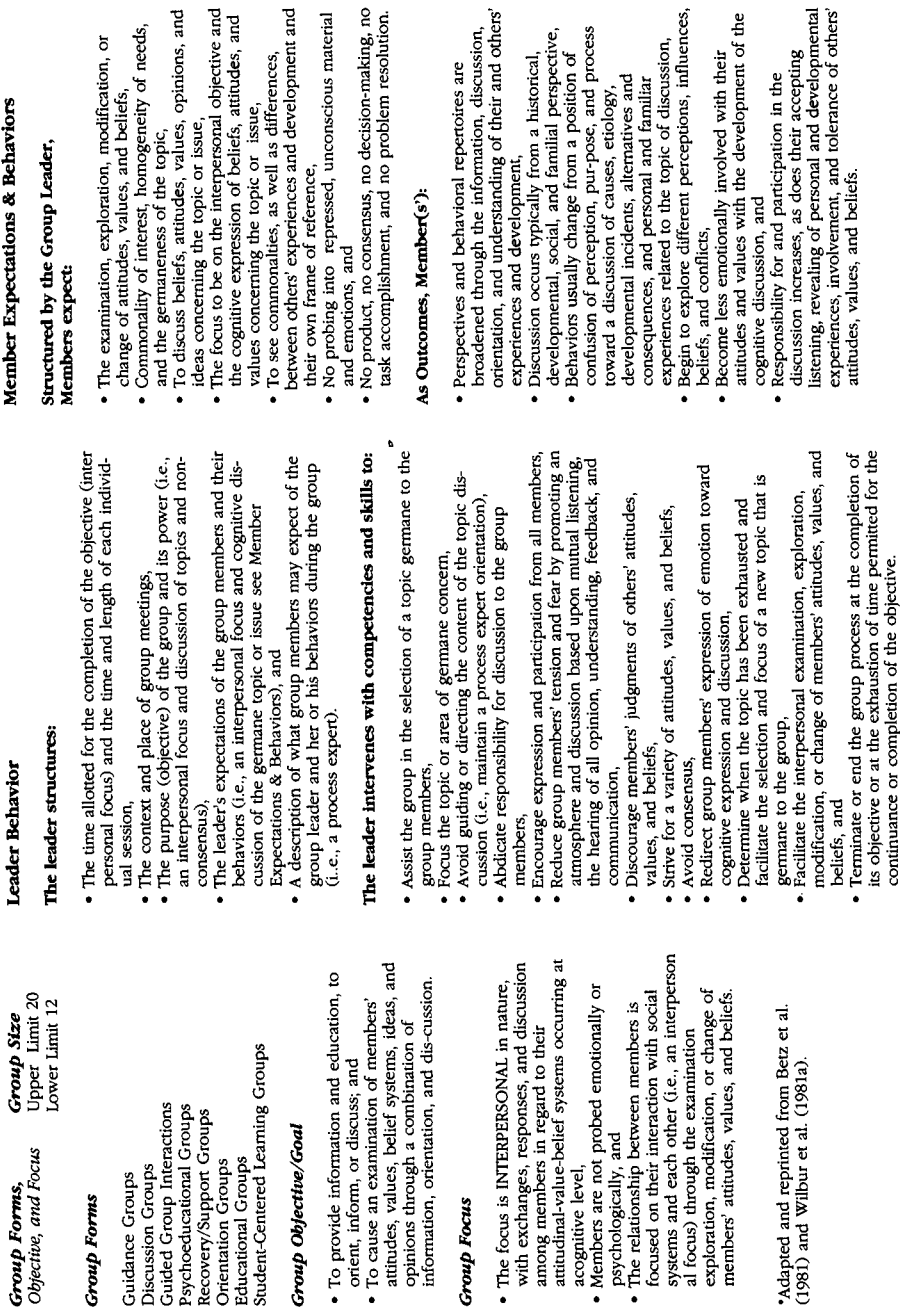 Group Forms,
Objective, and Focus
Group Size
Upper Limit 20
Lower Limit 12
Group Forms
Guidance Groups
Discussion Groups
Guided Group Interactions
Psychoeducational Groups
Recovery/Support Groups
Orientation Groups
Educational Groups
Student-Centered Learning Groups
Group Objective/Goal
• To provide information and education, to
orient, inform, or discuss; and
• To cause an examination of members'
attitudes, values, belief systems, ideas, and
opinions through a combination of
information, orientation, and dis-cussion.
Group Focus
• The focus is INTERPERSONAL in nature,
with exchanges, responses, and discussion
among members in regard to their
attitudinal-value-belief systems occurring at
acognitive level,
• Members are not probed emotionally or
psychologically, and
• The relationship between members is
focused on their interaction with social
systems and each other (i.e., an interperson
al focus) through the examination
exploration, modification, or change of
members' attitudes, values, and beliefs.
*Adapted and reprinted from Betz et al.
(1981) and Wilbur et al. (1981a).
Leader Behavior
The leader structures:
• The time allotted for the completion of the objective (inter
personal focus) and the time and length of each individ-
ual session,
• The context and place of group meetings,
• The purpose (objective) of the group and its power (i.e.,
an interpersonal focus and discussion of topics and non-
consensus),
• The leader's expectations of the group members and their
behaviors (i.e., an interpersonal focus and cognitive dis-
cussion of the germane topic or issue see Member
Expectations & Behaviors), and
• A description of what group members may expect of the
group leader and her or his behaviors during the group
(i.e., a process expert).
The leader intervenes with competencies and skills to:
• Assist the group in the selection of a topic germane to the
group members,
• Focus the topic or area of germane concern,
• Avoid guiding or directing the content of the topic dis-
cussion (i.e., maintain a process expert orientation),
• Abdicate responsibility for discussion to the group
members,
• Encourage expression and participation from all members,
• Reduce group members' tension and fear by promoting an
atmosphere and discussion based upon mutual listening,
the hearing of all opinion, understanding, feedback, and
communication,
• Discourage members' judgments of others' attitudes,
values, and beliefs,
• Strive for a variety of attitudes, values, and beliefs,
• Avoid consensus,
• Redirect group members' expression of emotion toward
cognitive expression and discussion,
• Determine when the topic has been exhausted and
facilitate the selection and focus of a new topic that is
germane to the group,
• Facilitate the interpersonal examination, exploration,
modification, or change of members' attitudes, values, and
beliefs, and
• Terminate or end the group process at the completion of
its objective or at the exhaustion of time permitted for the
continuance or completion of the objective.
Member Expectations & Behaviors
Structured by the Group Leader,
Members expect:
• The examination, exploration, modification, or
change of attitudes, values, and beliefs,
• Commonality of interest, homogeneity of needs,
and the germaneness of the topic,
• To discuss beliefs, attitudes, values, opinions, and
ideas concerning the topic or issue,
• The focus to be on the interpersonal objective and
the cognitive expression of beliefs, attitudes, and
values concerning the topic or issue,
• To see commonalities, as well as differences,
between others' experiences and development and
their own frame of reference,
• No probing into repressed, unconscious material
and emotions, and
• No product, no consensus, no decision-making, no
task accomplishment, and no problem resolution.
As Outcomes, Member(s'):
• Perspectives and behavioral repertoires are
broadened through the information, discussion,
orientation, and understanding of their and others'
experiences and development,
• Discussion occurs typically from a historical,
developmental, social, and familial perspective,
• Behaviors usually change from a position of
confusion of perception, pur-pose, and process
toward a discussion of causes, etiology,
developmental incidents, alternatives and
consequences, and personal and familiar
experiences related to the topic of discussion,
• Begin to explore different perceptions, influences,
beliefs, and conflicts,
• Become less emotionally involved with their
attitudes and values with the development of the
cognitive discussion, and
• Responsibility for and participation in the
discussion increases, as does their accepting
listening, revealing of personal and developmental
experiences, involvement, and tolerance of others'
attitudes, values, and beliefs.